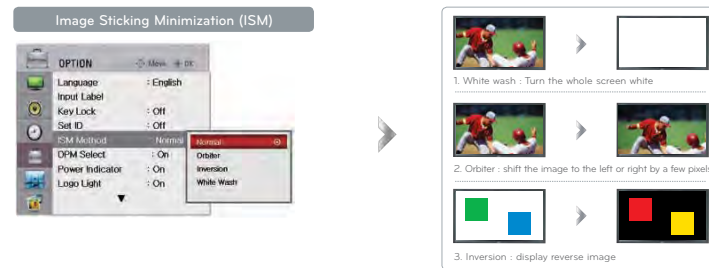 Image Sticking Minimization (ISM)
OPTION Move OK
Language : English
Input Label
Key Lock : Off
Set ID : Off
ISM Method : Normal
DPM Select : On
Power Indicator : On
Logo Light : On
Normal
Orbiter
Inversion
White Wash
1. White wash : Turn the whole screen white
2. Orbiter : shift the image to the left or right by a few pixels
3. Inversion : display reverse image